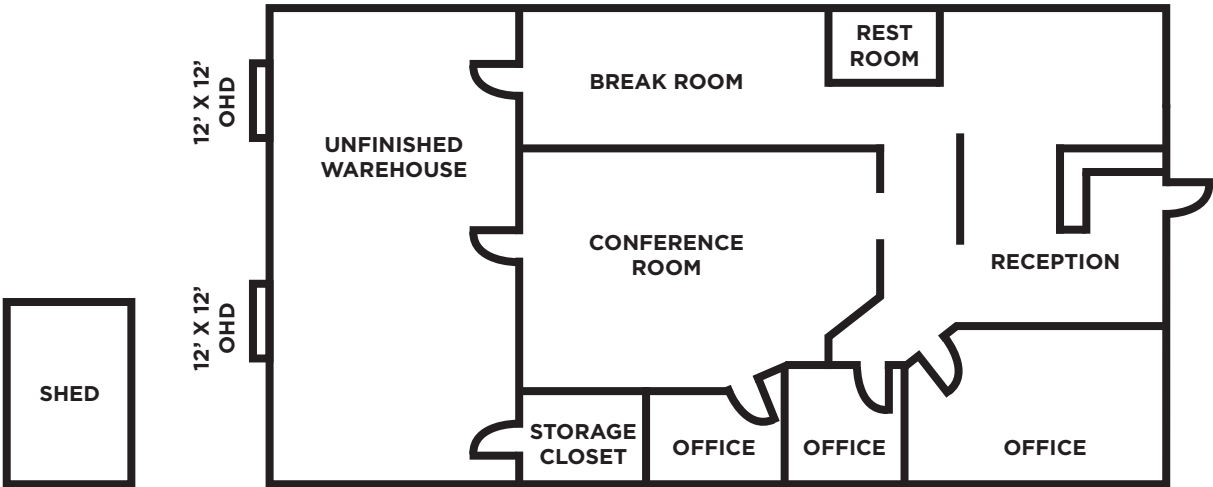 REST
ROOM
BREAK ROOM
12' X 12'
OHD
UNFINISHED
WAREHOUSE
CONFERENCE
ROOM
RECEPTION
12' X 12'
OHD
SHED
STORAGE
CLOSET
OFFICE
OFFICE
OFFICE